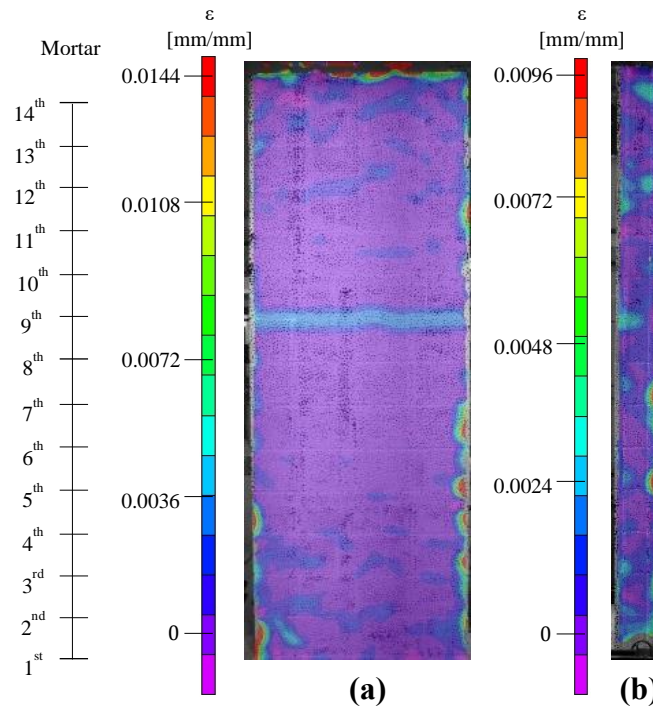 ε
[mm/mm]
ε
[mm/mm]
Mortar
0.0144
0.0108
0.0072
0.0036
0
14th
13th
12th
11th
10th
9th
8th
7th
6th
5th
4th
3rd
2nd
1st
0.0096
0.0072
0.0048
0.0024
0
(a)
(b)